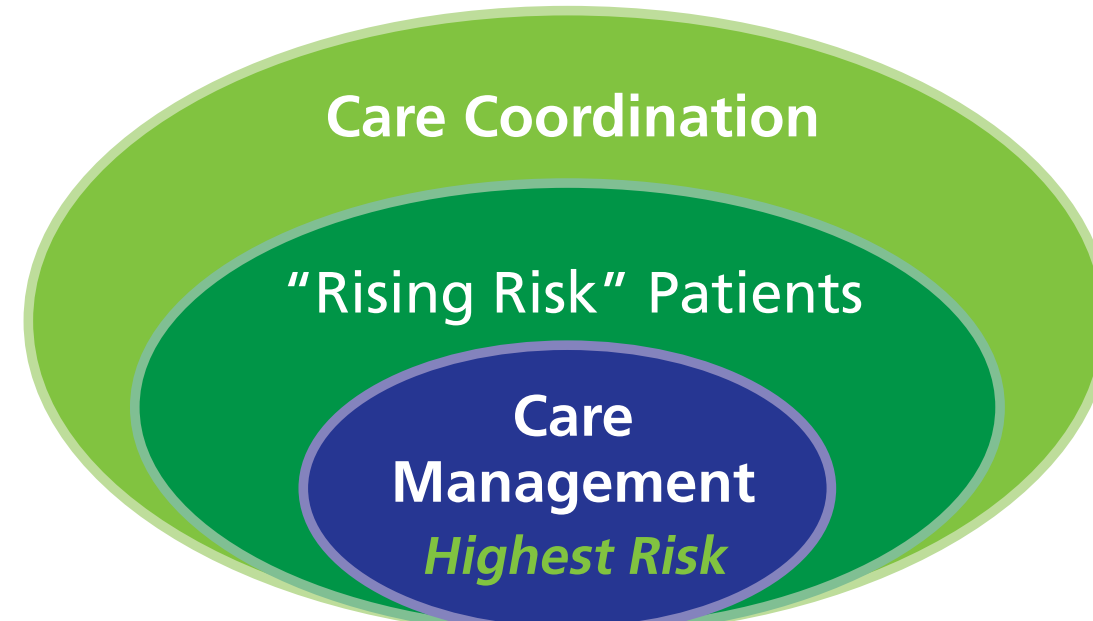 Care Coordination
“Rising Risk” Patients
Care
Management
Highest Risk